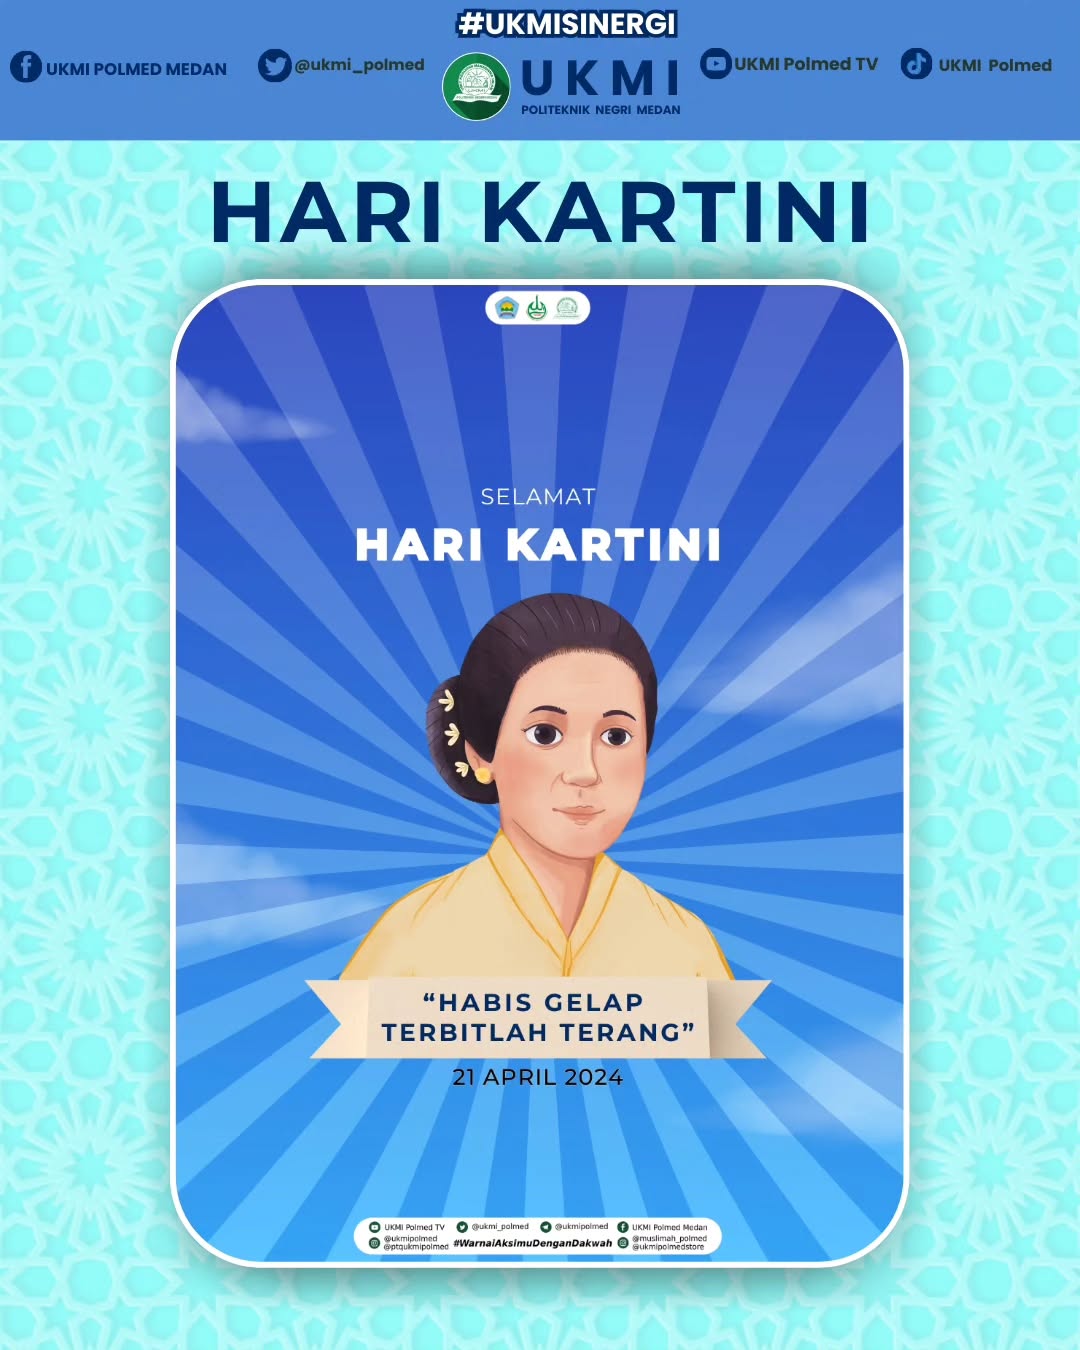 #UKMISINERGI
UKMI POLMED MEDAN
@ukmi_polmed
UKMI
POLITEKNIK NEGRI MEDAN
UKMI Polmed TV
UKMI Polmed
HARI KARTINI
SELAMAT
HARI KARTINI
“HABIS GELAP
TERBITLAH TERANG”
21 APRIL 2024
UKMI Polmed TV @ukmi_polmed @ukmipolmed UKMI Polmed Medan
@ukmipolmed
@ptqukmipolmed
#WarnaiAksimuDenganDakwah
@muslimah_polmed
@ukmipolmedstore